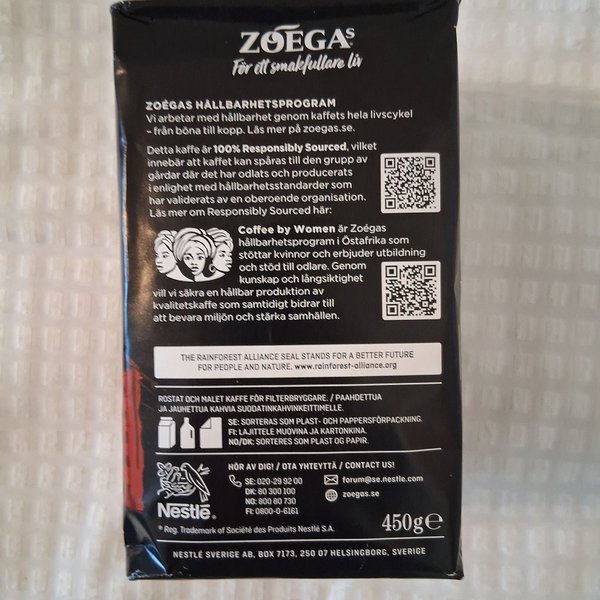 ZOÉGAS
För ett smakfullare liv
ZOÉGAS HÅLLBARHETSPROGRAM
Vi arbetar med hållbarhet genom kaffets hela livscykel
– från böna till kopp. Läs mer på zoegas.se.
Detta kaffe är 100% Responsibly Sourced, vilket
innebär att kaffet kan spåras till den grupp av
gårdar där det har odlats och producerats
i enlighet med hållbarhetsstandarder som
har validerats av en oberoende organisation.
Läs mer om Responsibly Sourced här:
Coffee by Women är Zoégas
hållbarhetsprogram i Östafrika som
stöttar kvinnor och erbjuder utbildning
och stöd till odlare. Genom
kunskap och långsiktighet
vill vi säkra en hållbar produktion av
kvalitetskaffe som samtidigt bidrar till
att bevara miljön och stärka samhällen.
THE RAINFOREST ALLIANCE SEAL STANDS FOR A BETTER FUTURE
FOR PEOPLE AND NATURE. www.rainforest-alliance.org
ROSTAT OCH MALET KAFFE FÖR FILTERBRYGGARE. / PAAHDETTUA
JA JAUHETTUA KAHVIA SUODATINKAHVINKEITTIMELLE.
SE: SORTERAS SOM PLAST- OCH PAPPERSFÖRPACKNING.
FI: LAJITTELE MUOVINA JA KARTONKINA.
NO/DK: SORTERES SOM PLAST OG PAPIR.
HÖR AV DIG! / OTA YHTEYTTÄ / CONTACT US!
SE: 020-29 92 00
DK: 80 300 100
NO: 800 80 730
FI: 0800-0-6161
forum@se.nestle.com
zoegas.se
Nestlé®
® Reg. Trademark of Société des Produits Nestlé S.A.
450g℮
NESTLÉ SVERIGE AB, BOX 7173, 250 07 HELSINGBORG, SVERIGE